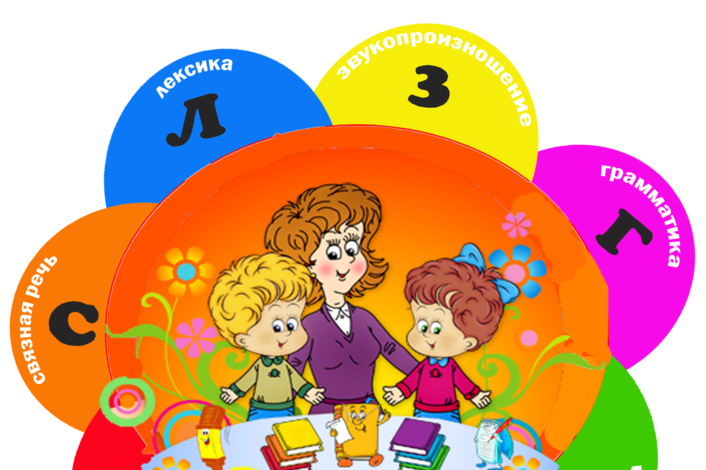 связная речь
с
лексика
л
звукопроизношение
з
грамматика
г